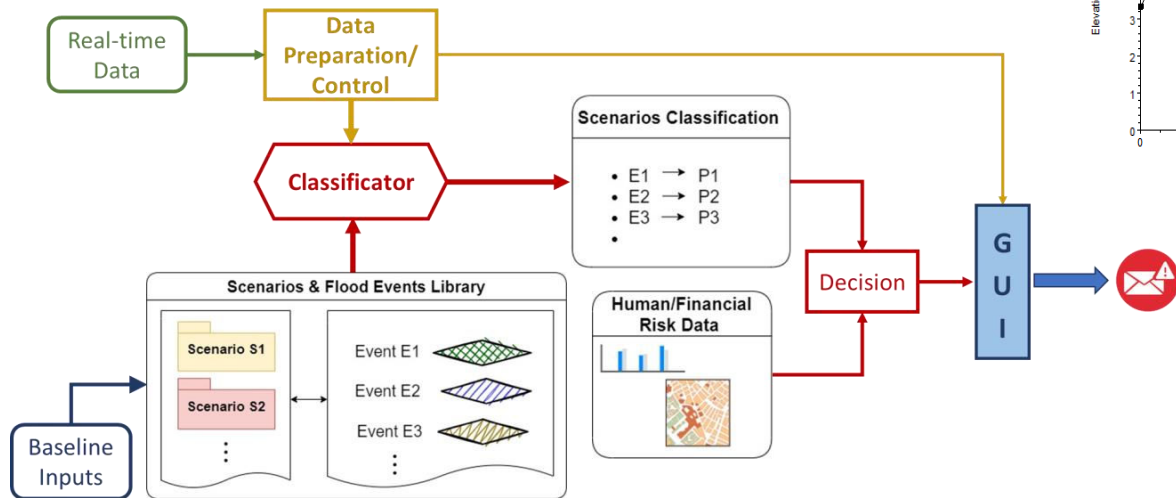 Real-time
Data
Data
Preparation/
Control
Classificator
Scenarios Classification
• E1 → P1
• E2 → P2
• E3 → P3
•
Scenarios & Flood Events Library
Scenario S1
Scenario S2
⋮
Event E1
Event E2
Event E3
⋮
Human/Financial
Risk Data
Decision
G
U
I
Baseline
Inputs
3
2
1
0
0